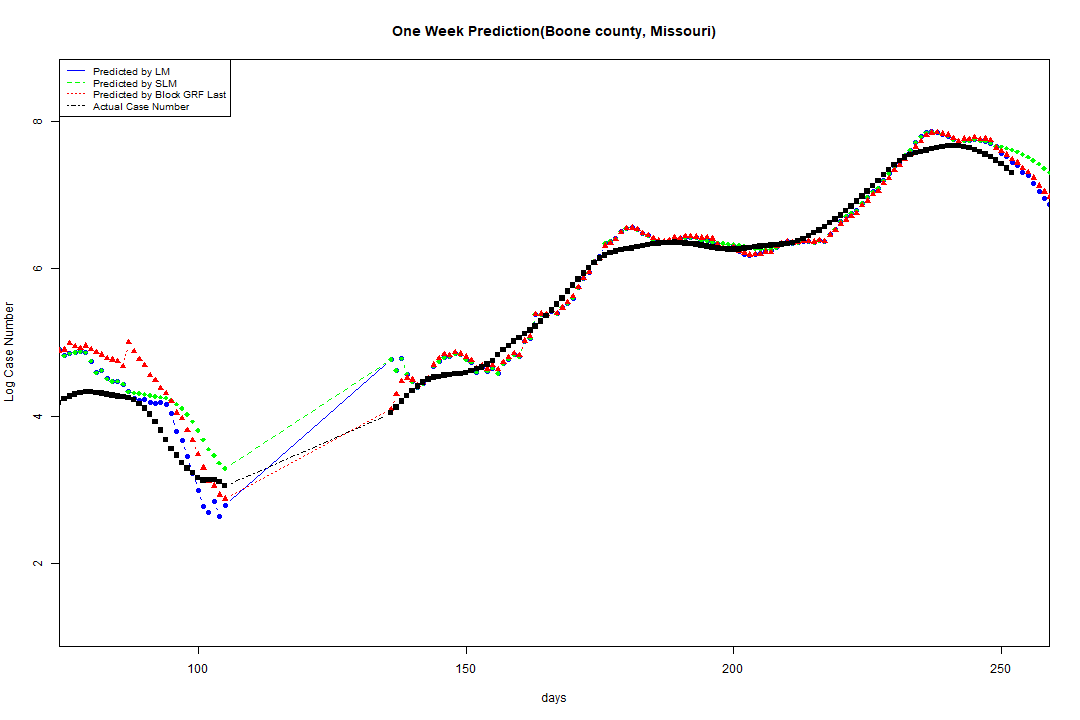 One Week Prediction(Boone county, Missouri)
Predicted by LM
Predicted by SLM
Predicted by Block GRF Last
Actual Case Number
8
6
4
2
Log Case Number
100 150 200 250
days